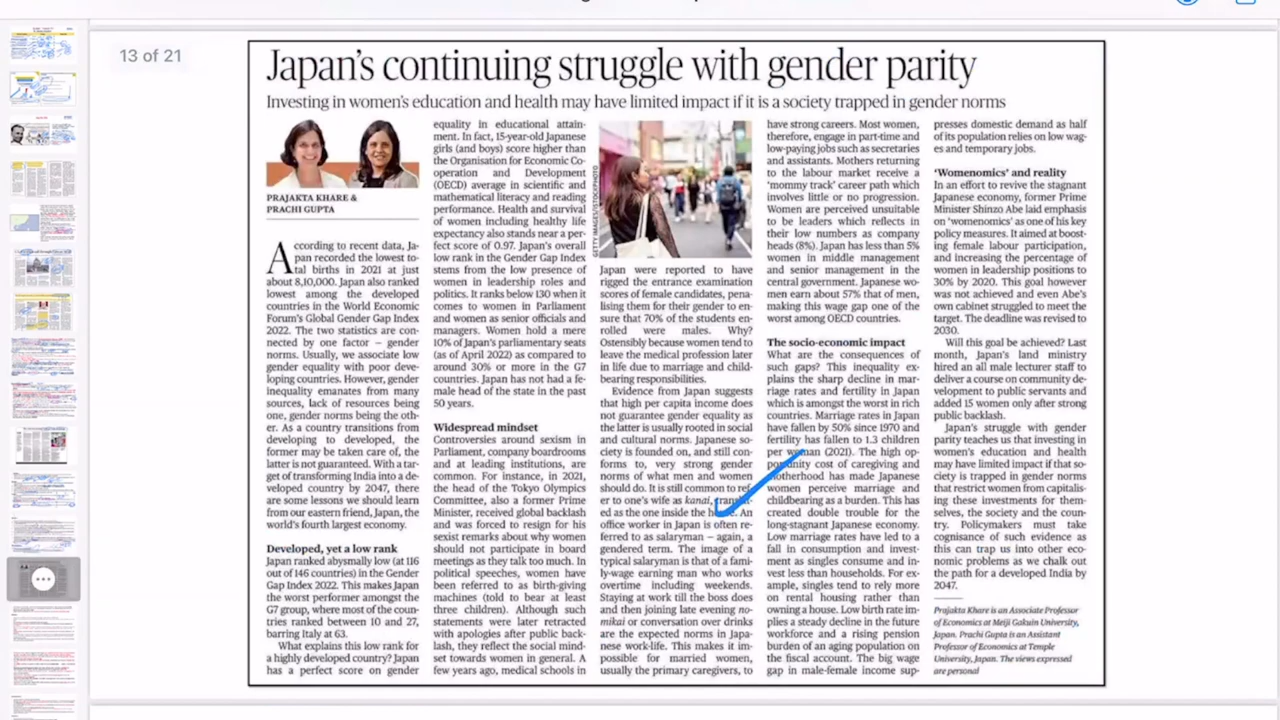 13 of 21
Japan's continuing struggle with gender parity
Investing in women's education and health may have limited impact if it is a society trapped in gender norms
PRAJAKTA KHARE &
PRACHI GUPTA
According to recent data, Ja-
pan recorded the lowest to-
tal births in 2021 at just
about 8,10,000. Japan also ranked
lowest among the developed
countries in the World Economic
Forum's Global Gender Gap Index
2022. The two statistics are con-
nected by one factor – gender
norms. Often, we associate low
gender equality with poor deve-
loping countries. However, gender
inequality emanates from many
sources, lack of resources being
one, gender norms being the oth-
er. As a country transitions from
developing to developed, the
former may be taken care of, the
latter is not guaranteed. With a tar-
get of transforming India into a de-
veloped country by 2047, there
are some lessons we should learn
from our eastern friend, Japan, the
world's third largest economy.
Developed, yet a low rank
Japan ranked abysmally low (at 116
out of 146 countries) in the Gender
Gap Index 2022. This makes Japan
the worst performer amongst the
G7 group, where most of the coun-
tries are ranked between 10 and 27,
barring Italy at 63.
What explains this low rank for
a highly developed country? Japan
has a perfect score on gender
equality in educational attain-
ment. In fact, 15-year-old Japanese
girls (and boys) score higher than
the Organisation for Economic Co-
operation and Development
(OECD) average in scientific and
mathematical literacy and reading
performance. Health and survival
of women assuring healthy life
expectancy also stands near a per-
fect score of 0.97. Japan's overall
low rank in the Gender Gap Index
stems from the low presence of
women in leadership roles and
politics. It ranks below 130 when it
comes to women in Parliament
and women as senior officials and
managers. Women hold a mere
10% of the seats in the Parliament
(as opposed to 30% or more in the G7
countries). Japan has not had a fe-
male head of the state in the past
50 years.
Widespread mindset
Controversies around sexism in
Parliament, company boardrooms
and academic institutions, are
common. For instance, in 2021,
then head of the Tokyo Olympics
Committee and a former Prime
Minister, received global backlash
and was forced to resign for his
sexist remarks about why women
should not participate in board
meetings as they talk too much. In
political speeches, women have
been referred to as birth-giving
machines (told to bear at least
three children). Although such
leaders do apologise later publicly,
with each scandal their power back-
lash proves how deep-rooted patri-
archy is, even among men in such
few well-known medical schools in
GETTY IMAGES/ISTOCKPHOTO
Japan were reported to have
rigged the entrance examination
scores of female candidates, pena-
lising them for their gender to en-
sure that 70% of the students en-
rolled were males. Why?
Ostensibly because women would
leave the medical profession later
in life due to marriage and child-
bearing responsibilities.
Evidence from Japan suggests
that high per capita income does
not guarantee gender equality as
the latter is usually rooted in social
and cultural norms. Japanese so-
ciety is founded on, and still con-
forms to, very strong gender
norms on what men and women
should do. It is still common to ref-
er to one's wife as kanai, translat-
ed as the one inside the house. An
office worker in Japan is often re-
ferred to as salaryman – again, a
gendered term. The image of a
typical salaryman is that of a fami-
ly-wage earning man who works
overtime including weekends.
Staying at work till the boss does
and then joining late evening no-
mikai or compulsory drinking
are the expected norms of Japa-
nese work-life. This makes it im-
possible for married women, who
usually bear many care duties, to
have strong careers. Most women,
therefore, engage in part-time and
low-paying jobs such as secretaries
and assistants. Mothers returning
to the labour market receive a
'mommy track' career path which
involves little or no progression.
Women are perceived unsuitable
to be leaders which reflects in
their low numbers as company
heads (8%). Japan has less than 5%
women in middle management
and senior management in the
central government. Japanese wo-
men earn about 57% that of men,
making this wage gap one of the
worst among OECD countries.
The socio-economic impact
What are the consequences of
such gaps? This inequality ex-
plains the sharp decline in mar-
riage rates and fertility in Japan
which is amongst the worst in rich
countries. Marriage rates in Japan
have fallen by 50% since 1970 and
fertility has fallen to 1.3 children
per woman (2021). The high op-
portunity cost of caregiving and
motherhood has made Japanese
women perceive marriage and
childbearing as a burden. This has
created double trouble for the
long-stagnant Japanese economy.
Low marriage rates have led to a
fall in consumption and invest-
ment as singles consume and in-
vest less than households. For ex-
ample, singles tend to rely more
on rental housing rather than
owning a house. Low birth rate im-
plies a long decline in the future
workforce and a rising pension
burden of an aging population, set
to accelerate. The big wage
gap in male-female incomes sup-
presses domestic demand as half
of its population relies on low wag-
es and temporary jobs.
'Womenomics' and reality
In an effort to revive the stagnant
Japanese economy, former Prime
Minister Shinzo Abe laid emphasis
on 'womenomics' as one of his key
policy measures. It aimed at boost-
ing female labour participation,
and increasing the percentage of
women in leadership positions to
30% by 2020. This goal however
was not achieved and even Abe's
own cabinet struggled to meet the
target. The deadline was revised to
2030.
Will this goal be achieved? Last
month, Japan's land ministry
hired an all male lecturer staff to
deliver a course on community de-
velopment to public servants and
added 15 women only after strong
public backlash.
Japan's struggle with gender
parity teaches us that investing in
women's education and health
may have limited impact if that so-
ciety is trapped in gender norms
that restrict women from capitalis-
ing these investments for them-
selves, the society and the coun-
try. Policymakers must take
cognisance of such evidence as
this can trap us into other eco-
nomic problems as we chalk out
the path for a developed India by
2047.
Prajakta Khare is an Associate Professor
of Economics at Meiji Gakuin University,
Japan. Prachi Gupta is an Assistant
Professor of Economics at Temple
University, Japan. The views expressed
are personal